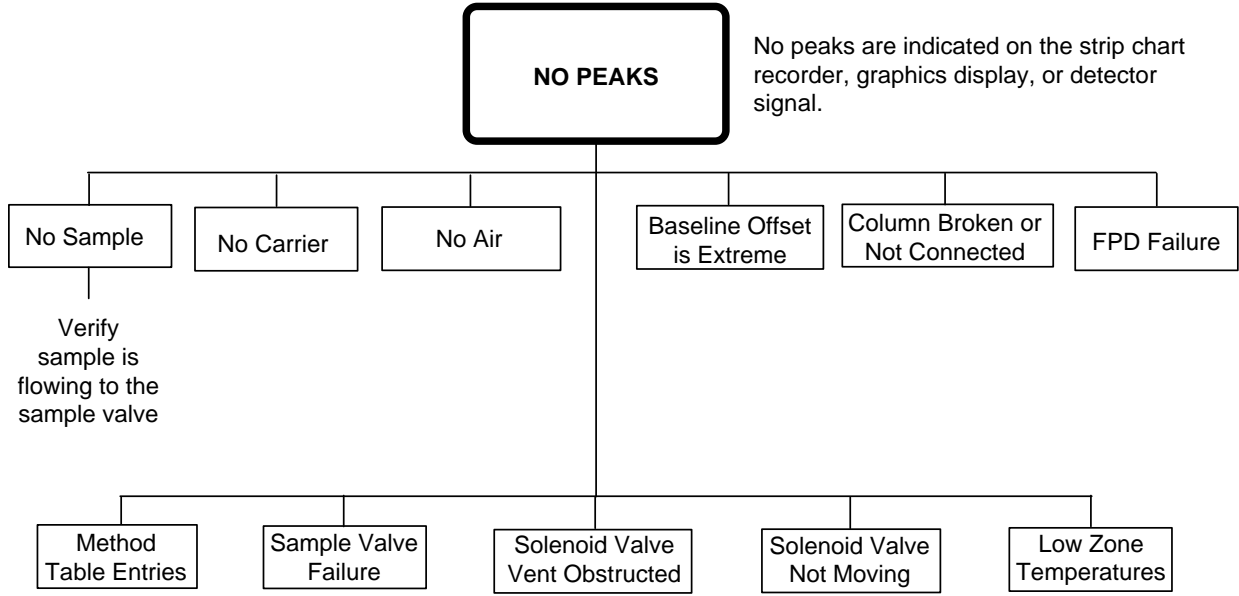 NO PEAKS
No peaks are indicated on the strip chart
recorder, graphics display, or detector
signal.
No Sample
No Carrier
No Air
Baseline Offset
is Extreme
Column Broken or
Not Connected
FPD Failure
Verify
sample is
flowing to the
sample valve
Method
Table Entries
Sample Valve
Failure
Solenoid Valve
Vent Obstructed
Solenoid Valve
Not Moving
Low Zone
Temperatures